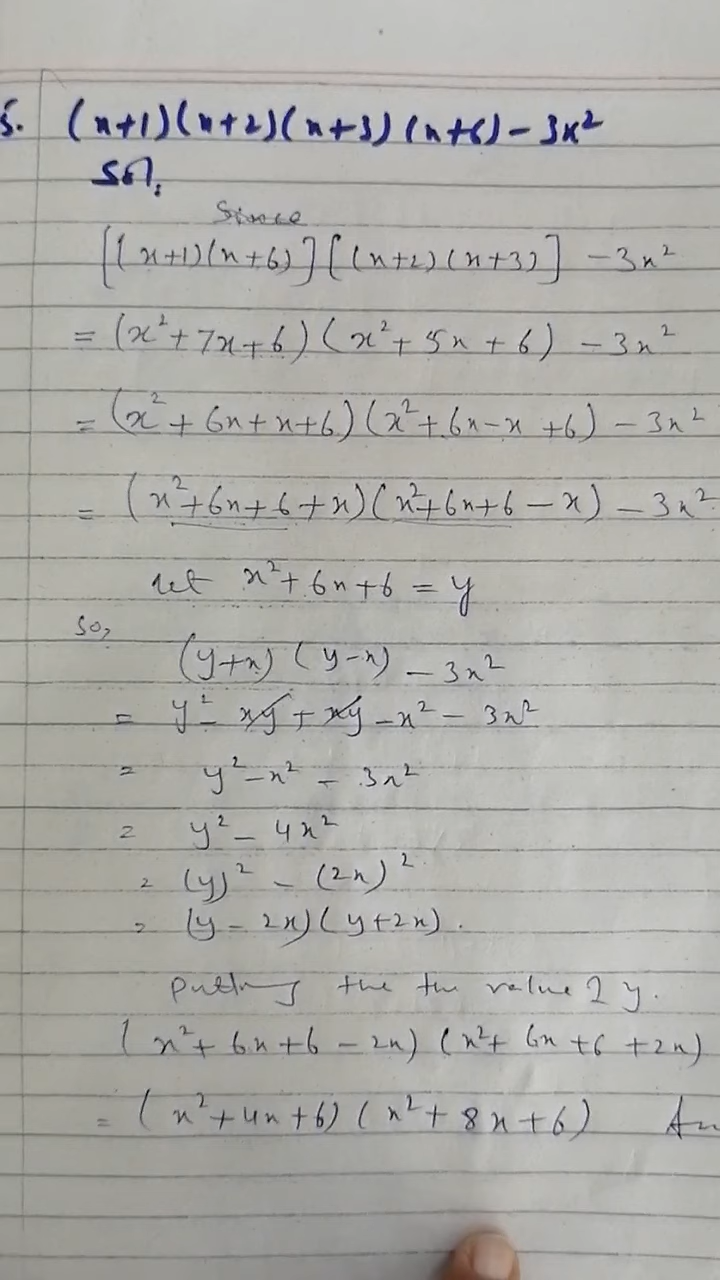 5. (x+1)(x+2)(x+3)(x+6) - 3x²
Sol.
Since
[(x+1)(x+6)][(x+2)(x+3)] - 3x²
= (x²+7x+6)(x²+5x+6) - 3x²
= (x²+6x+x+6)(x²+6x-x+6) - 3x²
= (x²+6x+6+x)(x²+6x+6-x) - 3x²
let x²+6x+6 = y
so,
(y+x)(y-x) - 3x²
= y² - xy + xy - x² - 3x²
= y² - x² - 3x²
= y² - 4x²
= (y)² - (2x)²
= (y-2x)(y+2x).
Putting the the value of y.
(x²+6x+6-2x)(x²+6x+6+2x)
= (x²+4x+6)(x²+8x+6)